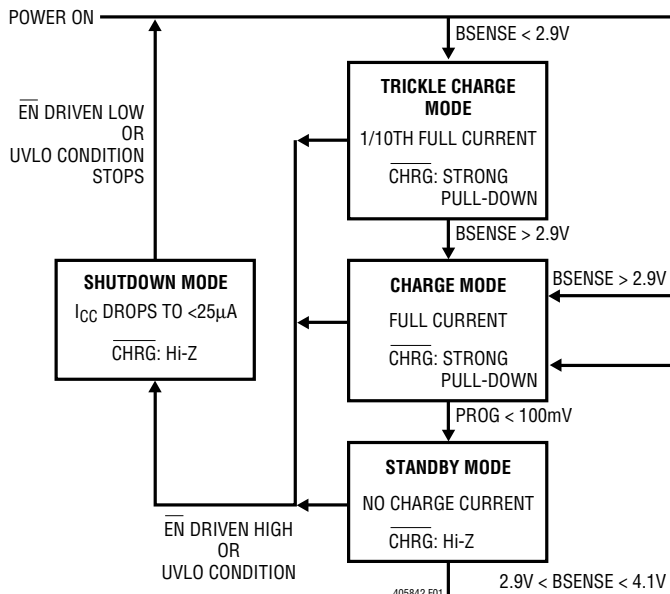 POWER ON
BSENSE < 2.9V
TRICKLE CHARGE
MODE
1/10TH FULL CURRENT
CHRG: STRONG
PULL-DOWN
EN DRIVEN LOW
OR
UVLO CONDITION
STOPS
BSENSE > 2.9V
SHUTDOWN MODE
ICC DROPS TO <25µA
CHRG: Hi-Z
CHARGE MODE
FULL CURRENT
CHRG: STRONG
PULL-DOWN
BSENSE > 2.9V
PROG < 100mV
STANDBY MODE
NO CHARGE CURRENT
CHRG: Hi-Z
EN DRIVEN HIGH
OR
UVLO CONDITION
405842 F01
2.9V < BSENSE < 4.1V